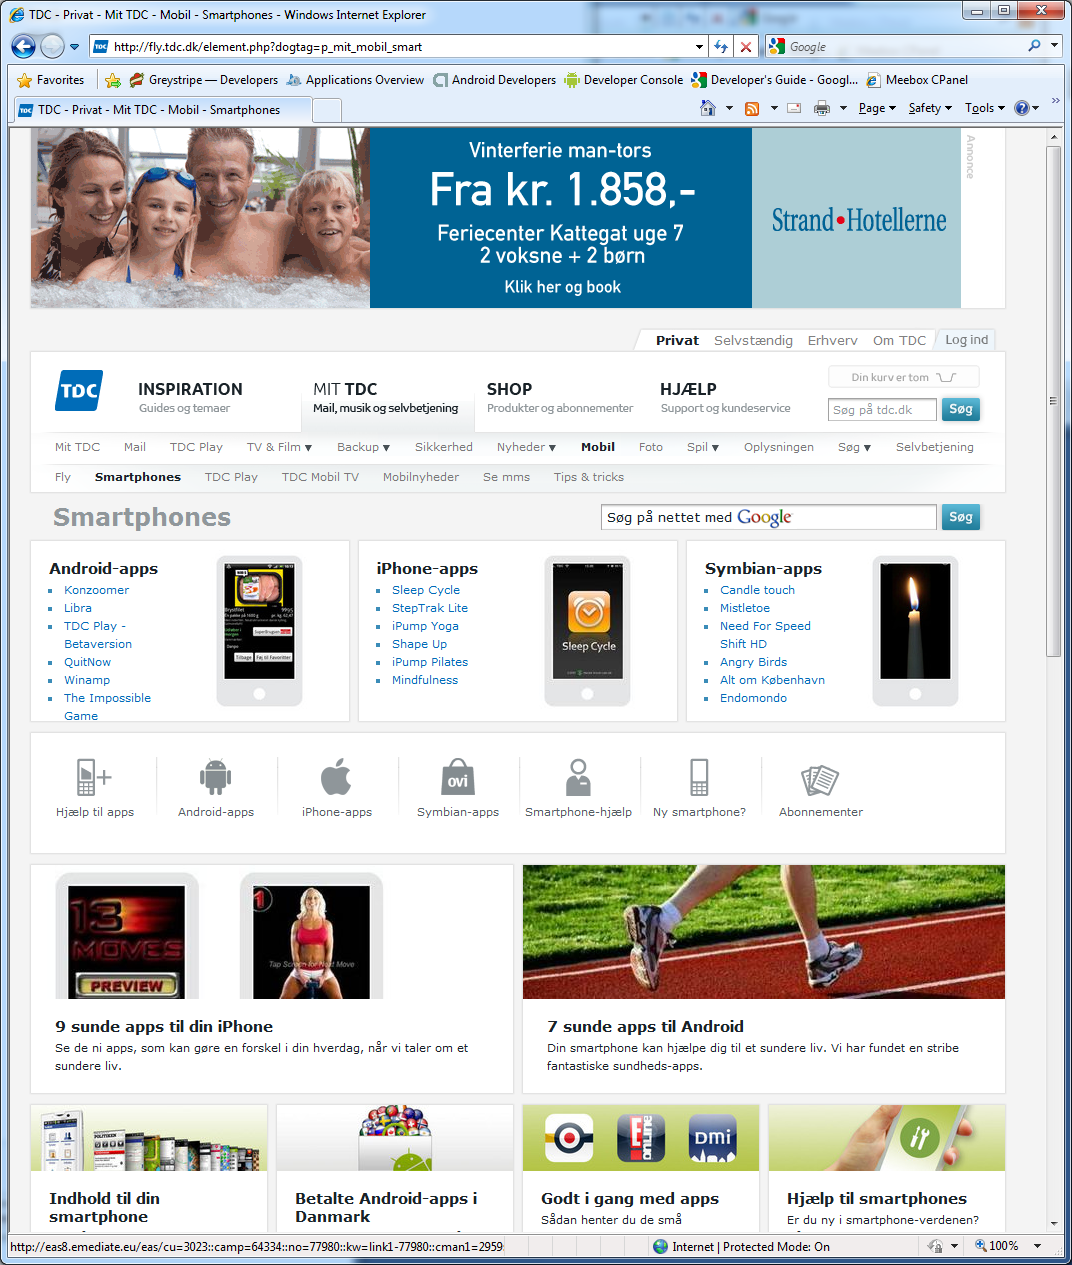 TDC - Privat - Mit TDC - Mobil - Smartphones - Windows Internet Explorer
http://fly.tdc.dk/element.php?dogtag=p_mit_mobil_smart
Google
Favorites
Greystripe — Developers
Applications Overview
Android Developers
Developer Console
Developer's Guide - Googl...
Meebox CPanel
TDC - Privat - Mit TDC - Mobil - Smartphones
Page
Safety
Tools
Vinterferie man-tors
Fra kr. 1.858,-
Feriecenter Kattegat uge 7
2 voksne + 2 børn
Klik her og book
Strand•Hotellerne
Annonce
Privat
Selvstændig
Erhverv
Om TDC
Log ind
TDC
INSPIRATION
Guides og temaer
MIT TDC
Mail, musik og selvbetjening
SHOP
Produkter og abonnementer
HJÆLP
Support og kundeservice
Din kurv er tom
Søg på tdc.dk
Søg
Mit TDC
Mail
TDC Play
TV & Film
Backup
Sikkerhed
Nyheder
Mobil
Foto
Spil
Oplysningen
Søg
Selvbetjening
Fly
Smartphones
TDC Play
TDC Mobil TV
Mobilnyheder
Se mms
Tips & tricks
Smartphones
Søg på nettet med Google
Søg
Android-apps
Konzoomer
Libra
TDC Play -
Betaversion
QuitNow
Winamp
The Impossible
Game
iPhone-apps
Sleep Cycle
StepTrak Lite
iPump Yoga
Shape Up
iPump Pilates
Mindfulness
Sleep Cycle
Symbian-apps
Candle touch
Mistletoe
Need For Speed
Shift HD
Angry Birds
Alt om København
Endomondo
Hjælp til apps
Android-apps
iPhone-apps
ovi
Symbian-apps
Smartphone-hjælp
Ny smartphone?
Abonnementer
13
MOVES
PREVIEW
1
Tap Screen for Next Move
9 sunde apps til din iPhone
Se de ni apps, som kan gøre en forskel i din hverdag, når vi taler om et
sundere liv.
7 sunde apps til Android
Din smartphone kan hjælpe dig til et sundere liv. Vi har fundet en stribe
fantastiske sundheds-apps.
POLITIKEN
Indhold til din
smartphone
Betalte Android-apps i
Danmark
E! ONLINE
DMi
Godt i gang med apps
Sådan henter du de små
Hjælp til smartphones
Er du ny i smartphone-verdenen?
http://eas8.emediate.eu/eas/cu=3023::camp=64334::no=77980::kw=link1-77980::cman1=2959
Internet | Protected Mode: On
100%